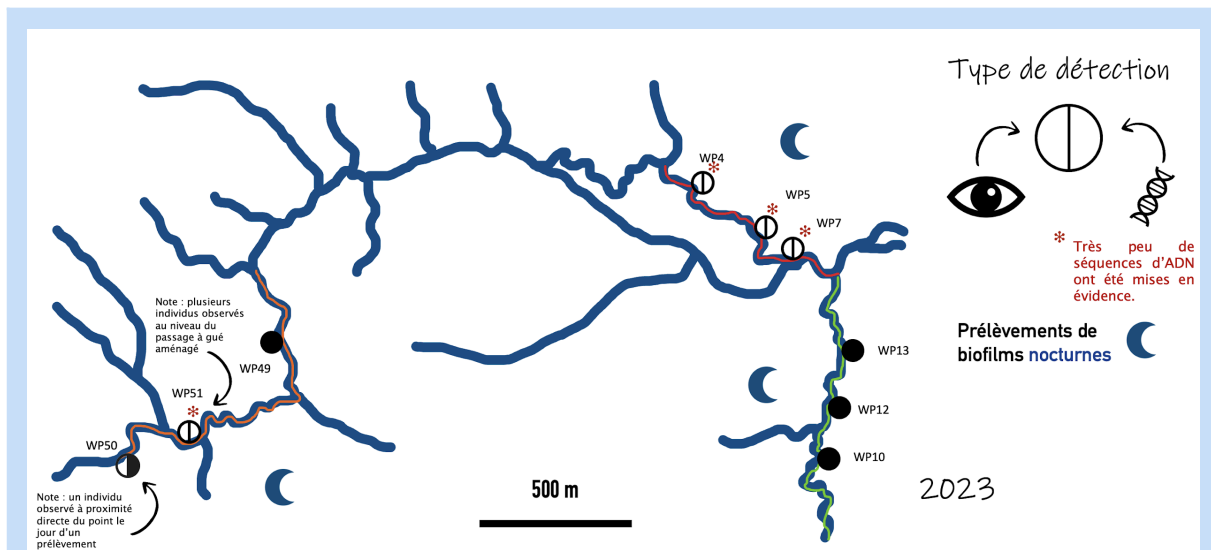 Type de détection
WP4
*
WP5
*
WP7
*
* Très peu de
séquences d’ADN
ont été mises en
évidence.
Note : plusieurs
individus observés
au niveau du
passage à gué
aménagé
Prélèvements de
biofilms nocturnes
WP49
WP13
WP51
*
WP12
WP50
WP10
Note : un individu
observé à proximité
directe du point le
jour d’un
prélèvement
500 m
2023